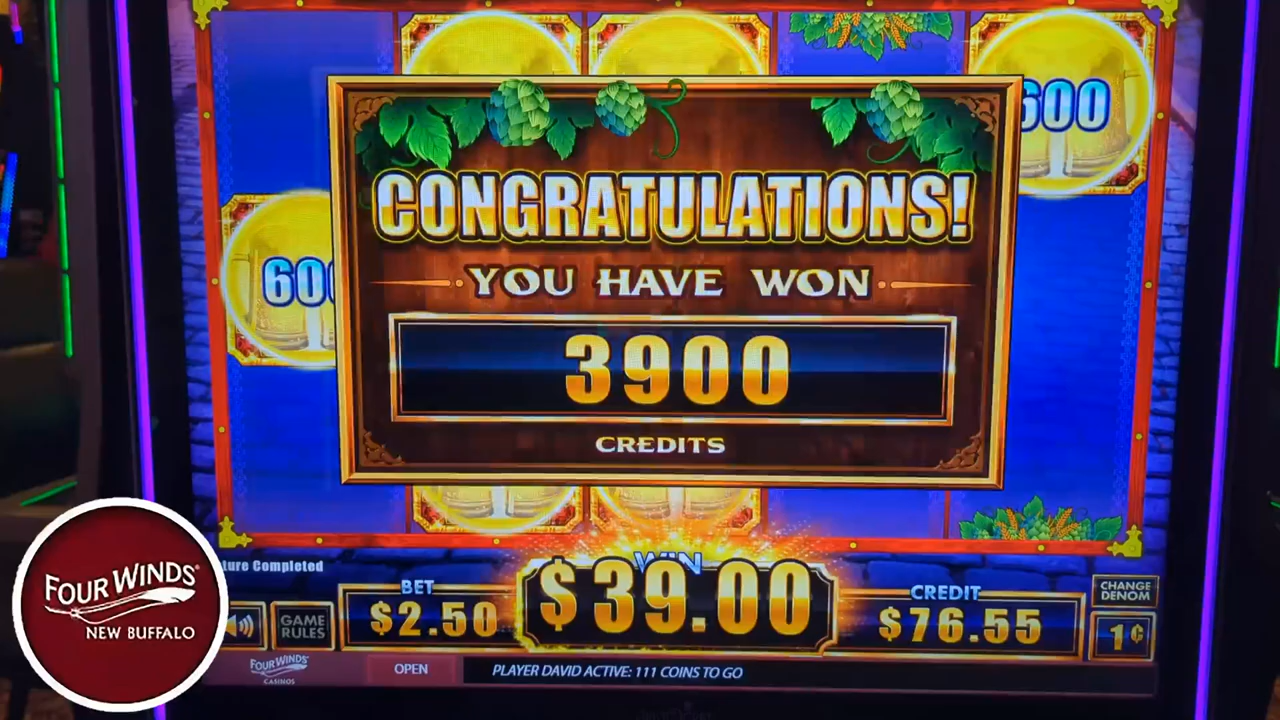 600
600
CONGRATULATIONS!
YOU HAVE WON
3900
CREDITS
ture Completed
WIN
BET
$2.50
$39.00
CREDIT
$76.55
CHANGE
DENOM
1¢
GAME
RULES
FOUR WINDS®
NEW BUFFALO
FOUR WINDS
CASINOS
OPEN
PLAYER DAVID ACTIVE: 111 COINS TO GO